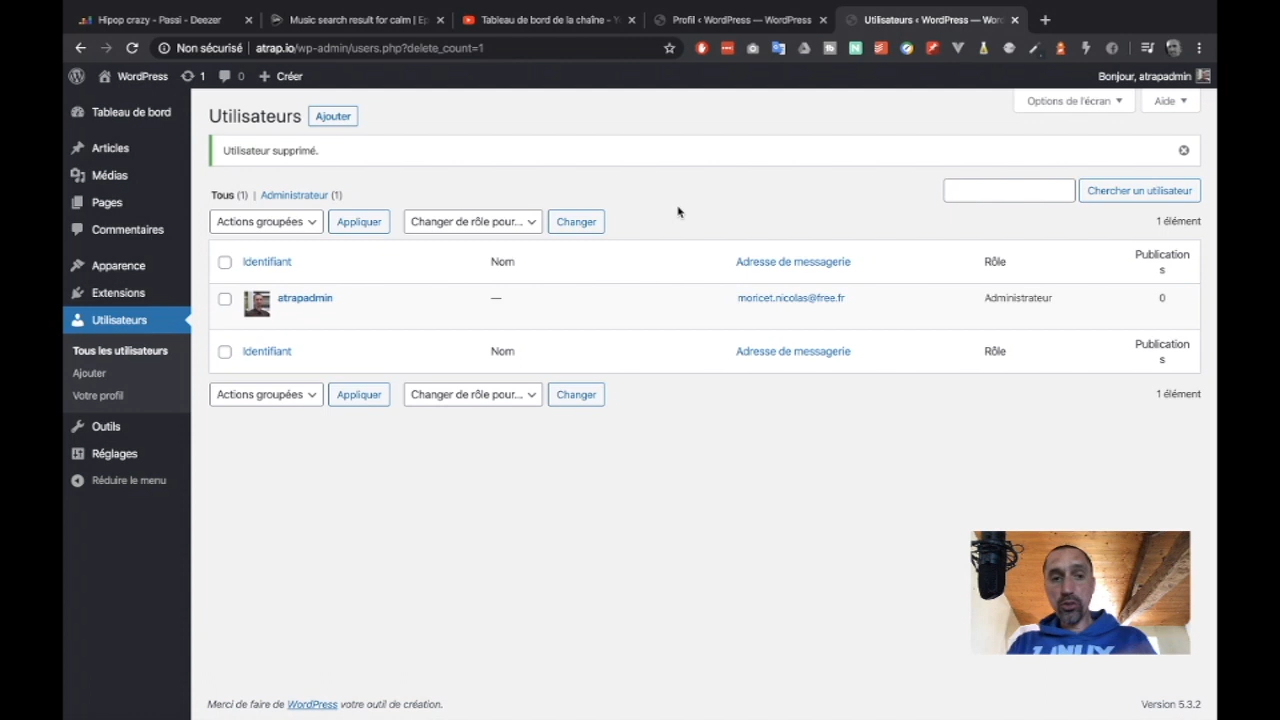 Hipop crazy - Passi - Deezer
Music search result for calm | Ep
Tableau de bord de la chaîne - Y
Profil ‹ WordPress — WordPress
Utilisateurs ‹ WordPress — Wor
Non sécurisé | atrap.io/wp-admin/users.php?delete_count=1
WordPress 1 0 Créer
Bonjour, atrapadmin
Tableau de bord
Articles
Médias
Pages
Commentaires
Apparence
Extensions
Utilisateurs
Tous les utilisateurs
Ajouter
Votre profil
Outils
Réglages
Réduire le menu
Options de l'écran
Aide
Utilisateurs Ajouter
Utilisateur supprimé.
Tous (1) | Administrateur (1)
Chercher un utilisateur
Actions groupées Appliquer Changer de rôle pour... Changer
1 élément
Identifiant Nom Adresse de messagerie Rôle Publication
s
atrapadmin — moricet.nicolas@free.fr Administrateur 0
Identifiant Nom Adresse de messagerie Rôle Publication
s
Actions groupées Appliquer Changer de rôle pour... Changer
1 élément
LINUX
Merci de faire de WordPress votre outil de création.
Version 5.3.2